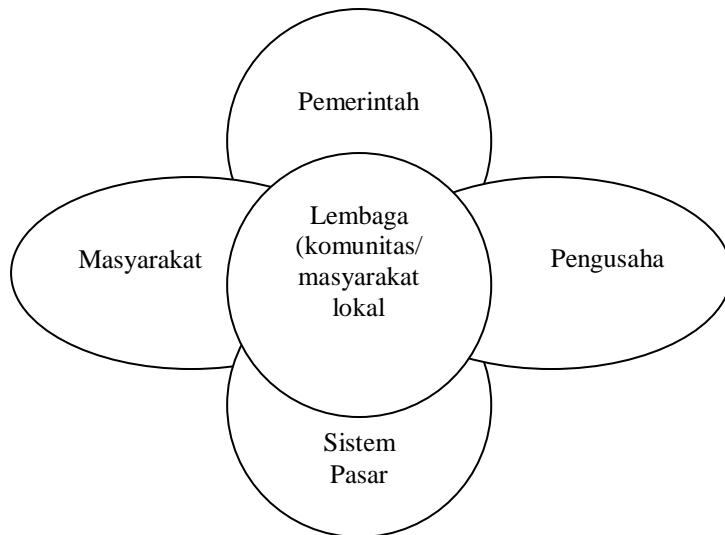 Pemerintah
Lembaga
(komunitas/
masyarakat
lokal
Masyarakat
Pengusaha
Sistem
Pasar